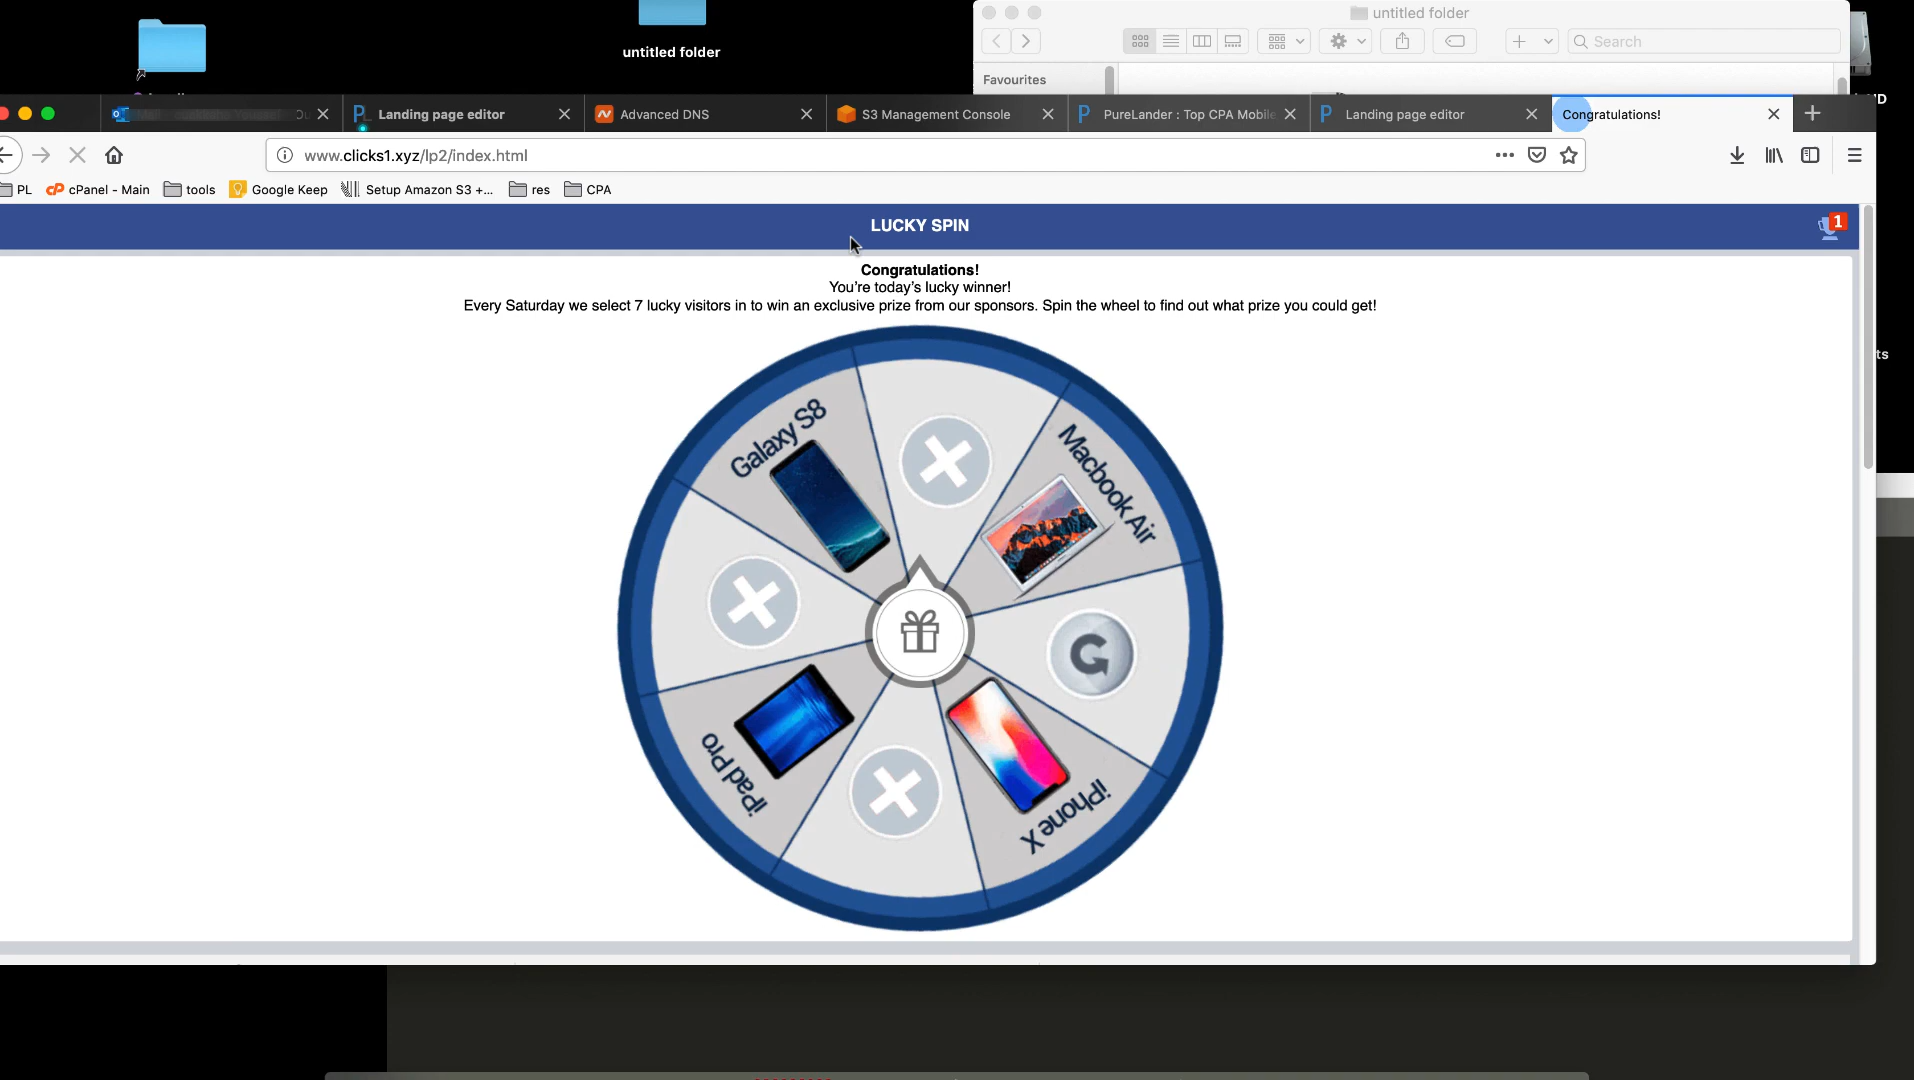 untitled folder
untitled folder
Search
Favourites
Landing page editor
Advanced DNS
S3 Management Console
PureLander : Top CPA Mobile
Landing page editor
Congratulations!
www.clicks1.xyz/lp2/index.html
PL
cPanel - Main
tools
Google Keep
Setup Amazon S3 +...
res
CPA
LUCKY SPIN
1
Congratulations!
You're today's lucky winner!
Every Saturday we select 7 lucky visitors in to win an exclusive prize from our sponsors. Spin the wheel to find out what prize you could get!
Galaxy S8
Macbook Air
iPad Pro
iPhone X